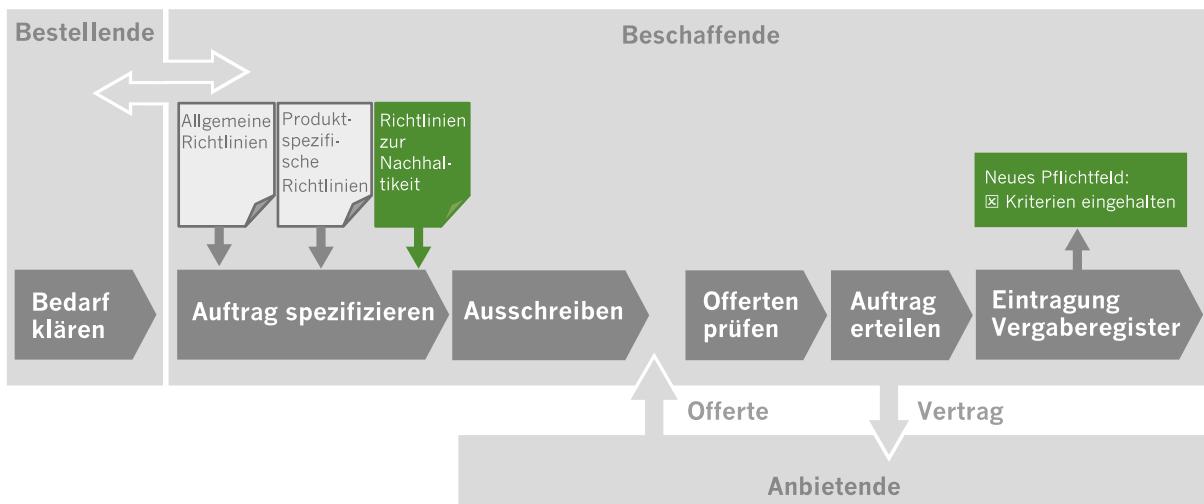 Bestellende
Beschaffende
Allgemeine
Richtlinien
Produkt-
spezifi-
sche
Richtlinien
Richtlinien
zur
Nachhal-
tikeit
Neues Pflichtfeld:
☒ Kriterien eingehalten
Bedarf
klären
Auftrag spezifizieren
Ausschreiben
Offerten
prüfen
Auftrag
erteilen
Eintragung
Vergaberegister
Offerte
Vertrag
Anbietende